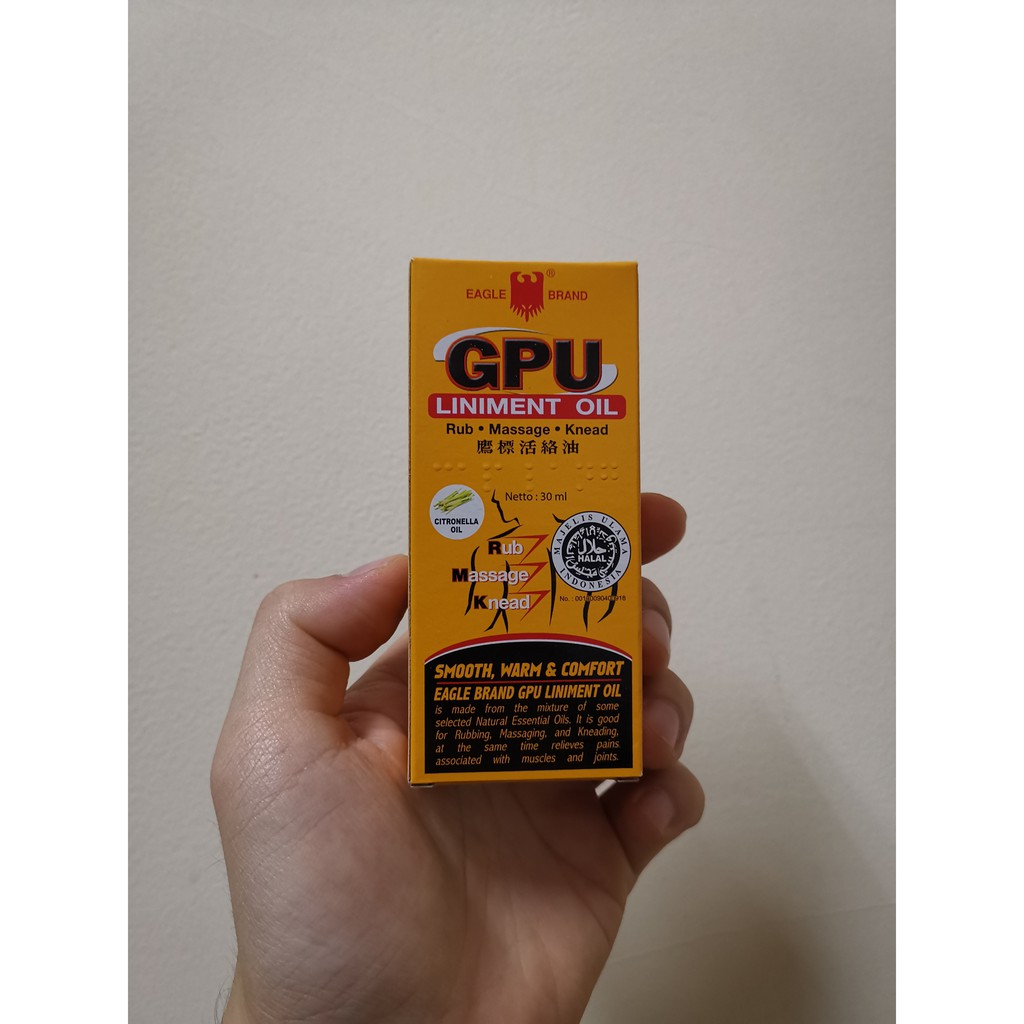 EAGLE BRAND ®
GPU
LINIMENT OIL
Rub • Massage • Knead
鷹標活絡油
Netto : 30 ml
CITRONELLA
OIL
Rub
Massage
Knead
MAJELIS ULAMA INDONESIA
حلال
HALAL
SMOOTH, WARM & COMFORT
EAGLE BRAND GPU LINIMENT OIL
is made from the mixture of some
selected Natural Essential Oils. It is good
for Rubbing, Massaging, and Kneading,
at the same time relieves pains
associated with muscles and joints.